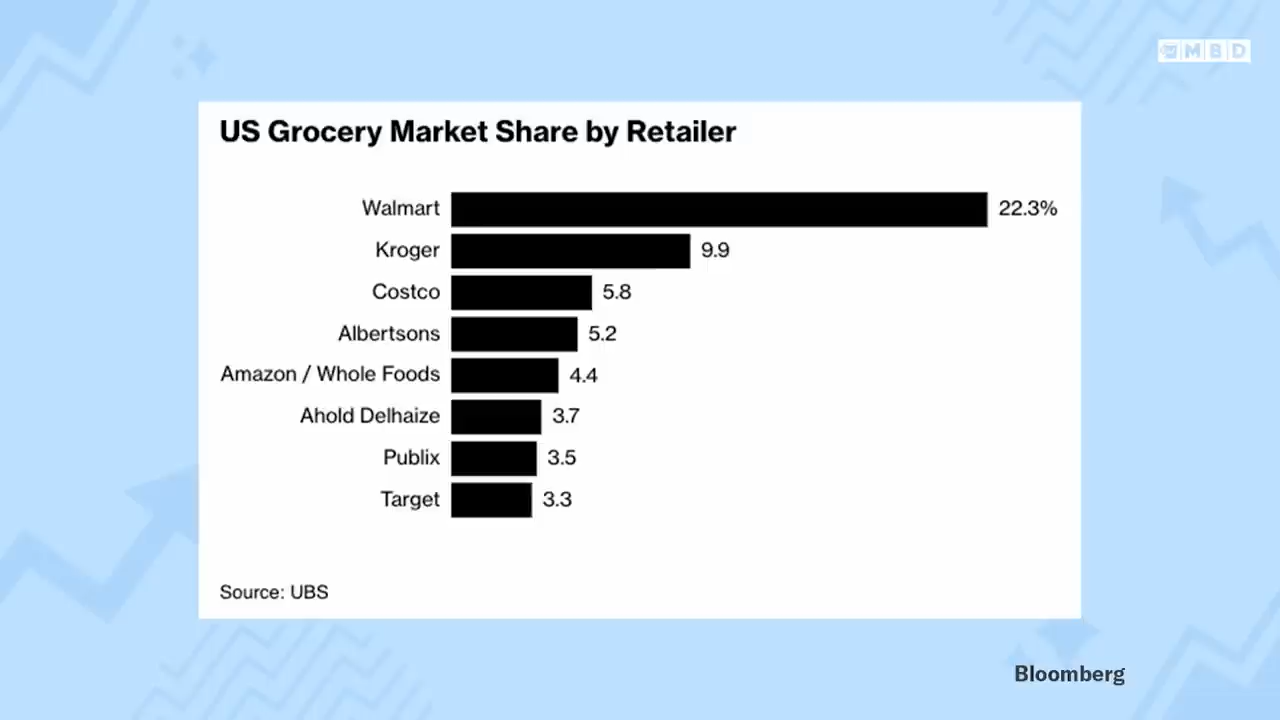 MBD
US Grocery Market Share by Retailer
Walmart 22.3%
Kroger 9.9
Costco 5.8
Albertsons 5.2
Amazon / Whole Foods 4.4
Ahold Delhaize 3.7
Publix 3.5
Target 3.3
Source: UBS
Bloomberg